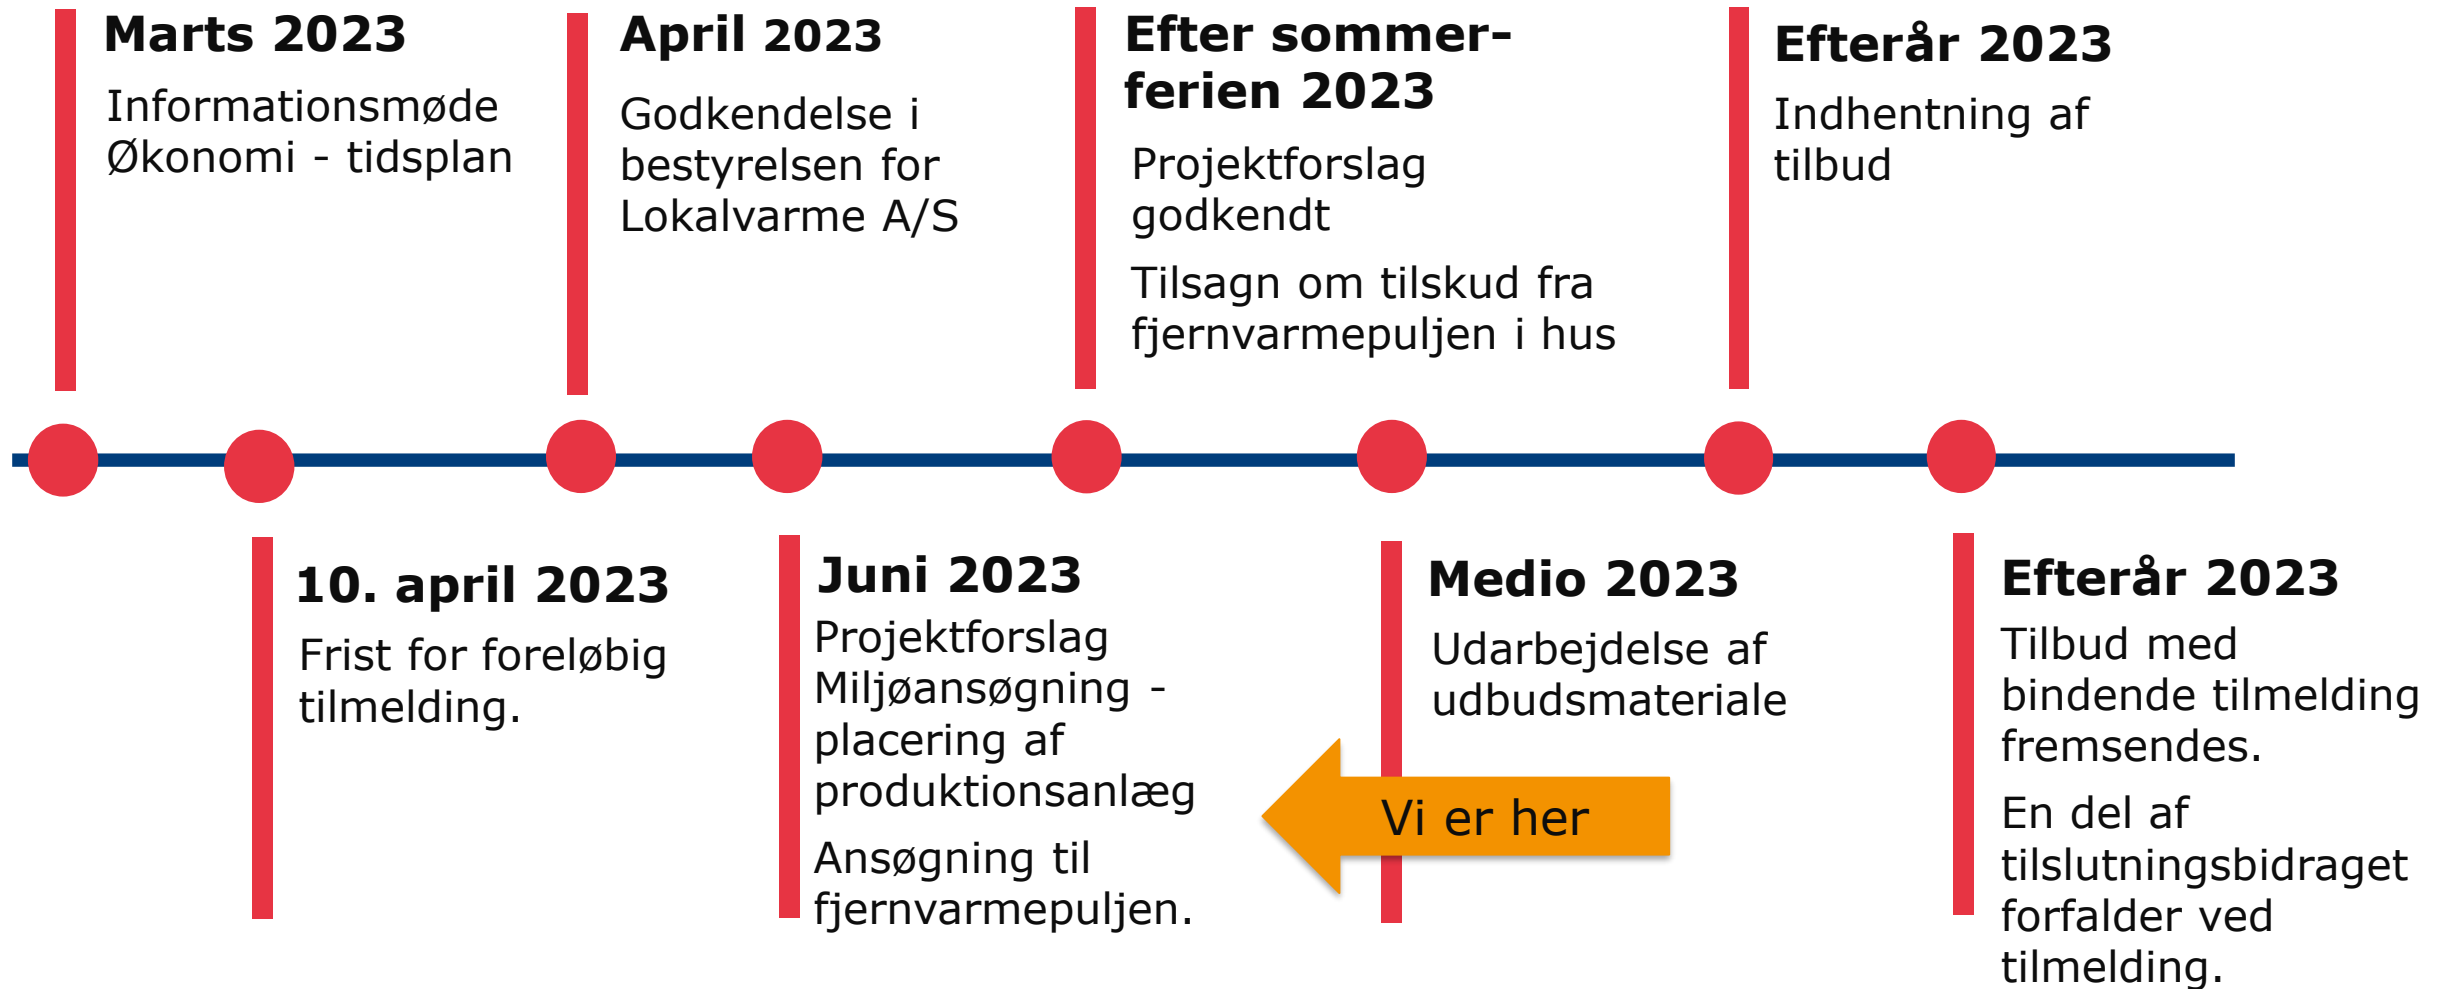 Marts 2023
Informationsmøde
Økonomi - tidsplan
April 2023
Godkendelse i
bestyrelsen for
Lokalvarme A/S
Efter sommer-
ferien 2023
Projektforslag
godkendt
Tilsagn om tilskud fra
fjernvarmepuljen i hus
Efterår 2023
Indhentning af
tilbud
10. april 2023
Frist for foreløbig
tilmelding.
Juni 2023
Projektforslag
Miljøansøgning -
placering af
produktionsanlæg
Ansøgning til
fjernvarmepuljen.
Medio 2023
Udarbejdelse af
udbudsmateriale
Vi er her
Efterår 2023
Tilbud med
bindende tilmelding
fremsendes.
En del af
tilslutningsbidraget
forfalder ved
tilmelding.